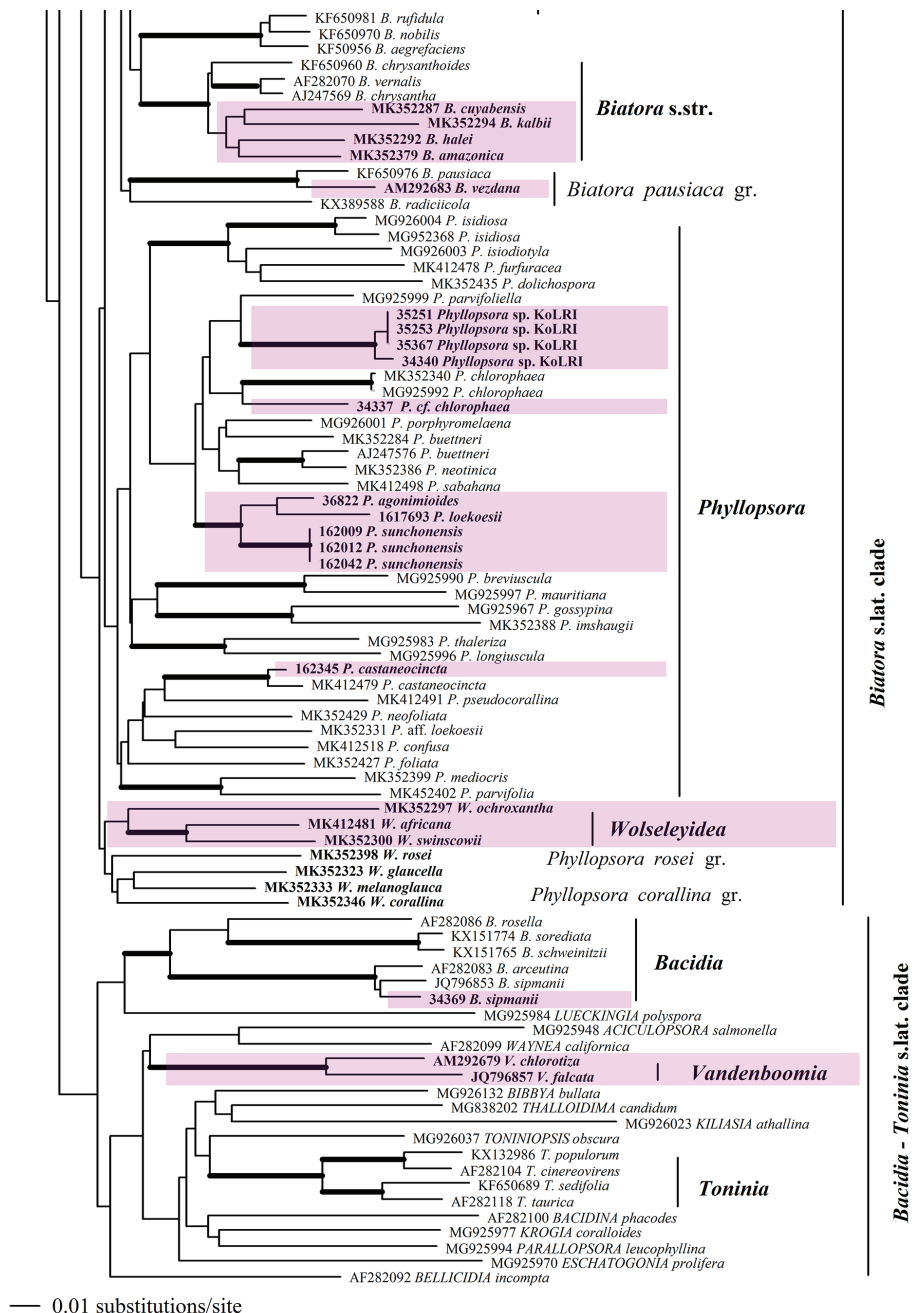 KF650981 B. rufidula
KF650970 B. nobilis
KF50956 B. aegrefaciens
KF650960 B. chrysanthoides
AF282070 B. vernalis
AJ247569 B. chrysantha
MK352287 B. cuyabensis
MK352294 B. kalbii
MK352292 B. halei
MK352379 B. amazonica
Biatora s.str.
KF650976 B. pausiaca
AM292683 B. vezdana
KX389588 B. radiciicola
Biatora pausiaca gr.
MG926004 P. isidiosa
MG952368 P. isidiosa
MG926003 P. isiodiotyla
MK412478 P. furfuracea
MK352435 P. dolichospora
MG925999 P. parvifoliella
35251 Phyllopsora sp. KoLRI
35253 Phyllopsora sp. KoLRI
35367 Phyllopsora sp. KoLRI
34340 Phyllopsora sp. KoLRI
MK352340 P. chlorophaea
MG925992 P. chlorophaea
34337 P. cf. chlorophaea
MG926001 P. porphyromelaena
MK352284 P. buettneri
AJ247576 P. buettneri
MK352386 P. neotinica
MK412498 P. sabahana
36822 P. agonimioides
1617693 P. loekoesii
162009 P. sunchonensis
162012 P. sunchonensis
162042 P. sunchonensis
Phyllopsora
MG925990 P. breviuscula
MG925997 P. mauritiana
MG925967 P. gossypina
MK352388 P. imshaugii
MG925983 P. thaleriza
MG925996 P. longiuscula
162345 P. castaneocincta
MK412479 P. castaneocincta
MK412491 P. pseudocorallina
MK352429 P. neofoliata
MK352331 P. aff. loekoesii
MK412518 P. confusa
MK352427 P. foliata
MK352399 P. mediocris
MK452402 P. parvifolia
MK352297 W. ochroxantha
MK412481 W. africana
MK352300 W. swinscowii
Wolseleyidea
MK352398 W. rosei
Phyllopsora rosei gr.
MK352323 W. glaucella
MK352333 W. melanoglauca
MK352346 W. corallina
Phyllopsora corallina gr.
Biatora s.lat. clade
AF282086 B. rosella
KX151774 B. sorediata
KX151765 B. schweinitzii
AF282083 B. arceutina
JQ796853 B. sipmanii
34369 B. sipmanii
Bacidia
MG925984 LUECKINGIA polyspora
MG925948 ACICULOPSORA salmonella
AF282099 WAYNEA californica
AM292679 V. chlorotiza
JQ796857 V. falcata
Vandenboomia
MG926132 BIBBYA bullata
MG838202 THALLOIDIMA candidum
MG926023 KILIASIA athallina
MG926037 TONINIOPSIS obscura
KX132986 T. populorum
AF282104 T. cinereovirens
KF650689 T. sedifolia
AF282118 T. taurica
Toninia
AF282100 BACIDINA phacodes
MG925977 KROGIA coralloides
MG925994 PARALLOPSORA leucophyllina
MG925970 ESCHATOGONIA prolifera
AF282092 BELLICIDIA incompta
Bacidia - Toninia s.lat. clade
0.01 substitutions/site